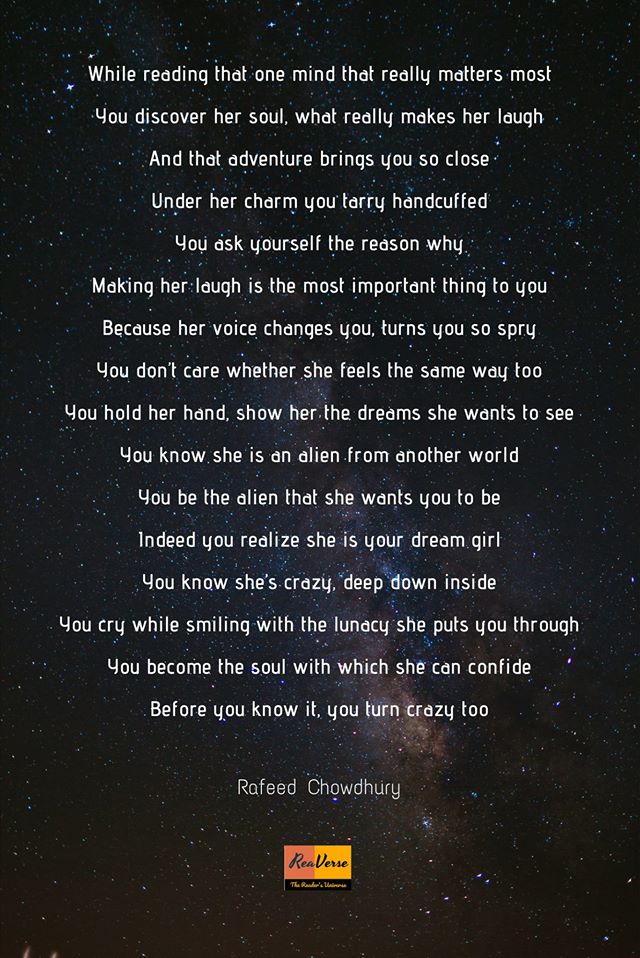 While reading that one mind that really matters most
You discover her soul, what really makes her laugh
And that adventure brings you so close
Under her charm you tarry handcuffed
You ask yourself the reason why
Making her laugh is the most important thing to you
Because her voice changes you, turns you so spry
You don't care whether she feels the same way too
You hold her hand, show her the dreams she wants to see
You know she is an alien from another world
You be the alien that she wants you to be
Indeed you realize she is your dream girl
You know she's crazy, deep down inside
You cry while smiling with the lunacy she puts you through
You become the soul with which she can confide
Before you know it, you turn crazy too
Rafeed Chowdhury
ReaVerse
The Reader's Universe